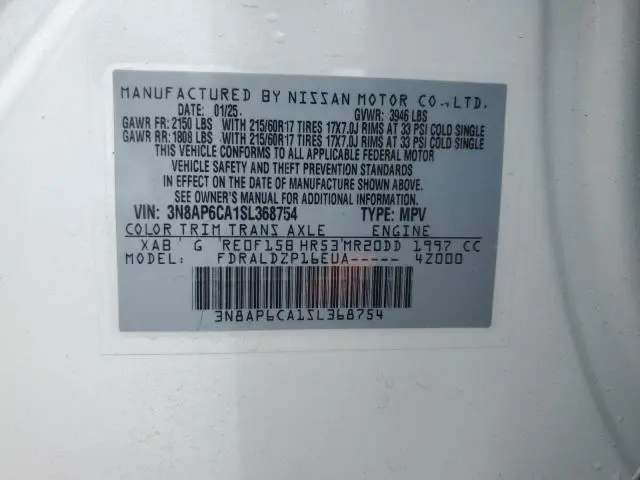 MANUFACTURED BY NISSAN MOTOR CO.,LTD.
DATE: 01/25. GVWR: 3946 LBS
GAWR FR: 2150 LBS . WITH 215/60R17 TIRES 17X7.0J RIMS AT 33 PSI COLD SINGLE
GAWR RR: 1808 LBS . WITH 215/60R17 TIRES 17X7.0J RIMS AT 33 PSI COLD SINGLE
THIS VEHICLE CONFORMS TO ALL APPLICABLE FEDERAL MOTOR
VEHICLE SAFETY AND THEFT PREVENTION STANDARDS
IN EFFECT ON THE DATE OF MANUFACTURE SHOWN ABOVE.
SEE OWNER'S MANUAL FOR ADDITIONAL INFORMATION.
VIN: 3N8AP6CA1SL368754 TYPE: MPV
COLOR TRIM TRANS AXLE ENGINE
XAB G RE0F15B HR53 MR20DD 1997 CC
MODEL: FDRALDZP16EUA----- 4Z000
3N8AP6CA1SL368754